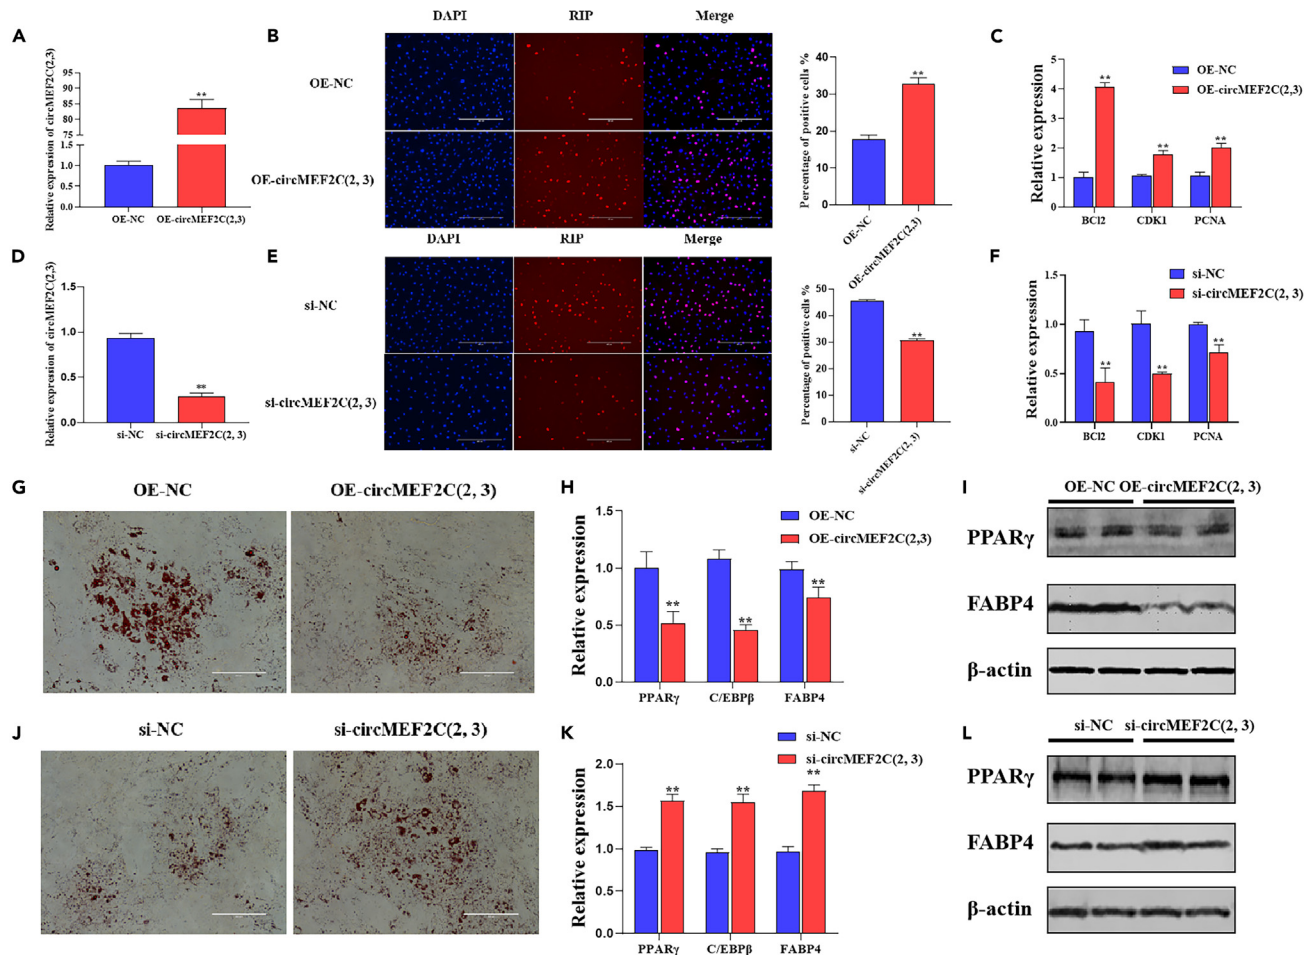 A
Relative expression of circMEF2C(2,3)
95
90
85
80
75
1.5
1.0
0.5
0.0
**
OE-NC OE-circMEF2C(2,3)
B
DAPI RIP Merge
OE-NC
OE-circMEF2C(2, 3)
Percentage of positive cells %
60
40
20
0
**
OE-NC
OE-circMEF2C(2,3)
C
OE-NC
OE-circMEF2C(2,3)
Relative expression
5
4
3
2
1
0
** ** **
BCl2 CDK1 PCNA
D
Relative expression of circMEF2C(2,3)
1.5
1.0
0.5
0.0
**
si-NC si-circMEF2C(2, 3)
E
DAPI RIP Merge
si-NC
si-circMEF2C(2, 3)
Percentage of positive cells %
50
40
30
20
10
0
**
si-NC
si-circMEF2C(2, 3)
F
si-NC
si-circMEF2C(2, 3)
Relative expression
1.5
1.0
0.5
0.0
** ** **
BCl2 CDK1 PCNA
G
OE-NC OE-circMEF2C(2, 3)
H
OE-NC
OE-circMEF2C(2,3)
Relative expression
1.5
1.0
0.5
0.0
** ** **
PPARγ C/EBPβ FABP4
I
OE-NC OE-circMEF2C(2, 3)
PPARγ
FABP4
β-actin
J
si-NC si-circMEF2C(2, 3)
K
si-NC
si-circMEF2C(2, 3)
Relative expression
2.0
1.5
1.0
0.5
0.0
** ** **
PPARγ C/EBPβ FABP4
L
si-NC si-circMEF2C(2, 3)
PPARγ
FABP4
β-actin